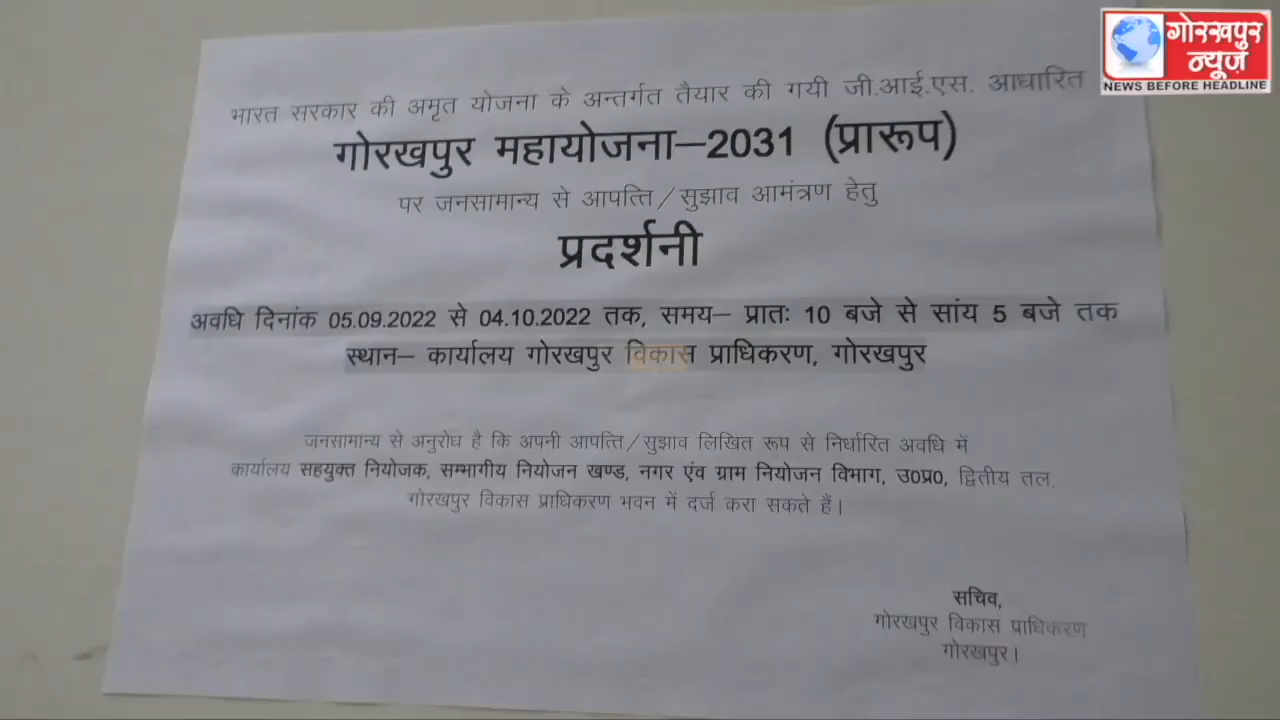 गोरखपुर
न्यूज़
NEWS BEFORE HEADLINE
भारत सरकार की अमृत योजना के अन्तर्गत तैयार की गयी जी.आई.एस. आधारित
गोरखपुर महायोजना–2031 (प्रारूप)
पर जनसामान्य से आपत्ति/सुझाव आमंत्रण हेतु
प्रदर्शनी
अवधि दिनांक 05.09.2022 से 04.10.2022 तक, समय– प्रातः 10 बजे से सांय 5 बजे तक
स्थान– कार्यालय गोरखपुर विकास प्राधिकरण, गोरखपुर
जनसामान्य से अनुरोध है कि अपनी आपत्ति/सुझाव लिखित रूप से निर्धारित अवधि में
कार्यालय सहयुक्त नियोजक, सम्भागीय नियोजन खण्ड, नगर एंव ग्राम नियोजन विभाग, उ0प्र0, द्वितीय तल.
गोरखपुर विकास प्राधिकरण भवन में दर्ज करा सकते हैं।
सचिव,
गोरखपुर विकास प्राधिकरण
गोरखपुर।